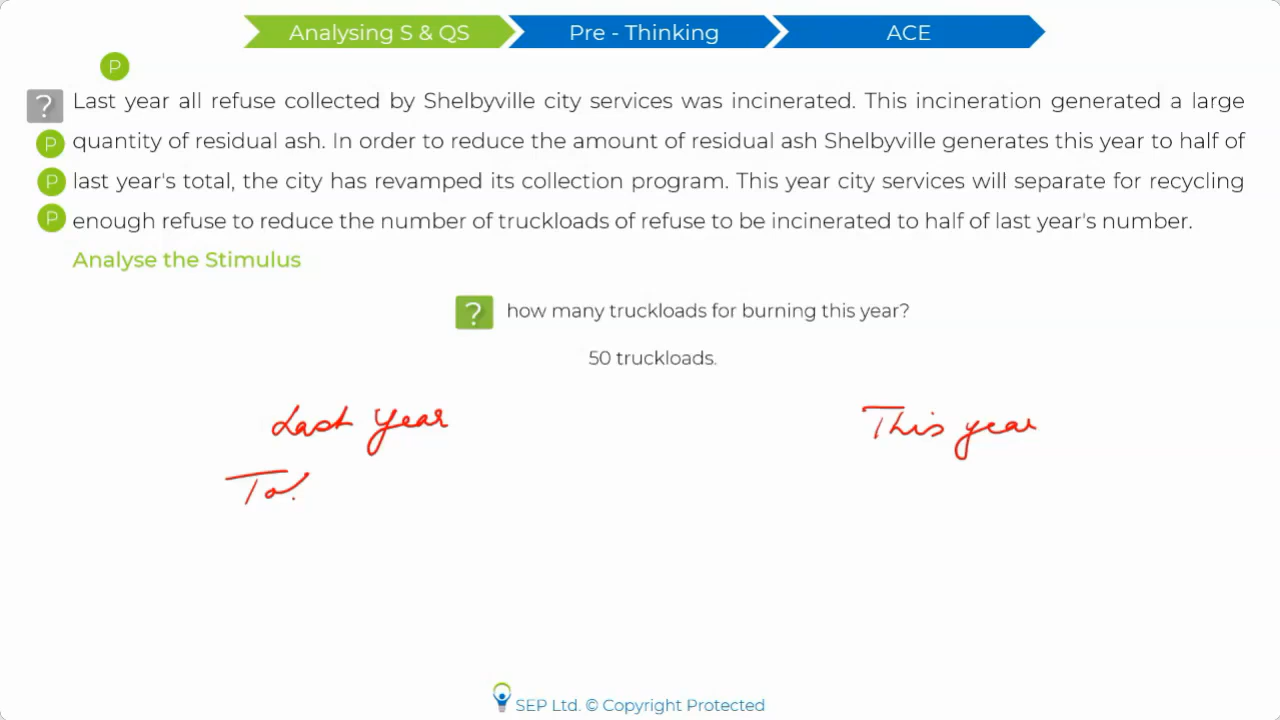 Analysing S & QS
Pre - Thinking
ACE
P
? Last year all refuse collected by Shelbyville city services was incinerated. This incineration generated a large
P quantity of residual ash. In order to reduce the amount of residual ash Shelbyville generates this year to half of
P last year's total, the city has revamped its collection program. This year city services will separate for recycling
P enough refuse to reduce the number of truckloads of refuse to be incinerated to half of last year's number.
Analyse the Stimulus
? how many truckloads for burning this year?
50 truckloads.
Last Year
This year
SEP Ltd. © Copyright Protected